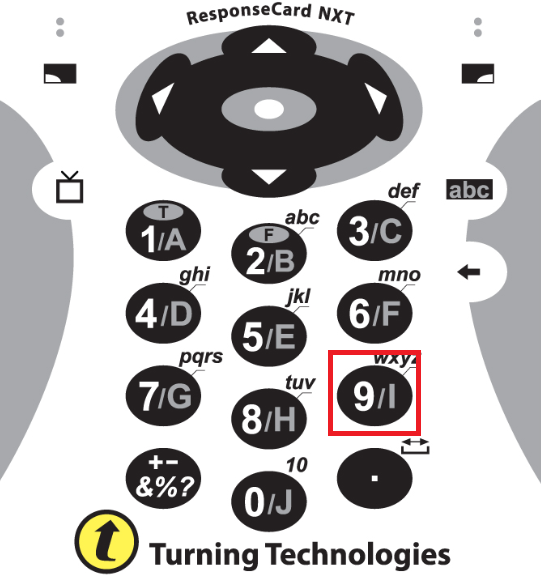 ResponseCard NXT
abc
def
T
1/A
abc
F
2/B
3/C
ghi
4/D
jkl
5/E
mno
6/F
pqrs
7/G
tuv
8/H
wxyz
9/I
+-
&%?
10
0/J
.
t Turning Technologies